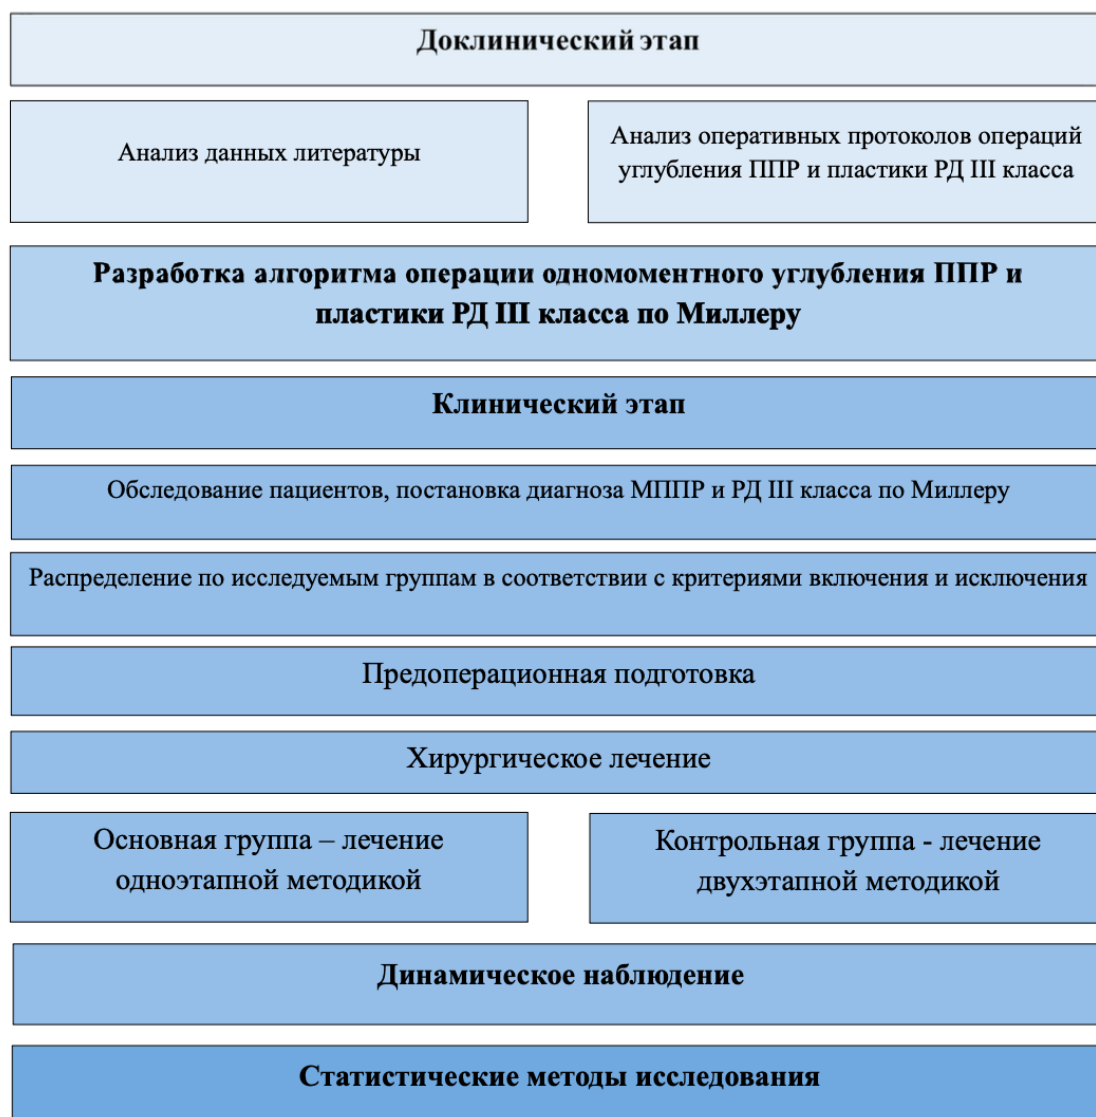 Доклинический этап
Анализ данных литературы
Анализ оперативных протоколов операций
углубления ППР и пластики РД III класса
Разработка алгоритма операции одномоментного углубления ППР и
пластики РД III класса по Миллеру
Клинический этап
Обследование пациентов, постановка диагноза МППР и РД III класса по Миллеру
Распределение по исследуемым группам в соответствии с критериями включения и исключения
Предоперационная подготовка
Хирургическое лечение
Основная группа – лечение
одноэтапной методикой
Контрольная группа - лечение
двухэтапной методикой
Динамическое наблюдение
Статистические методы исследования